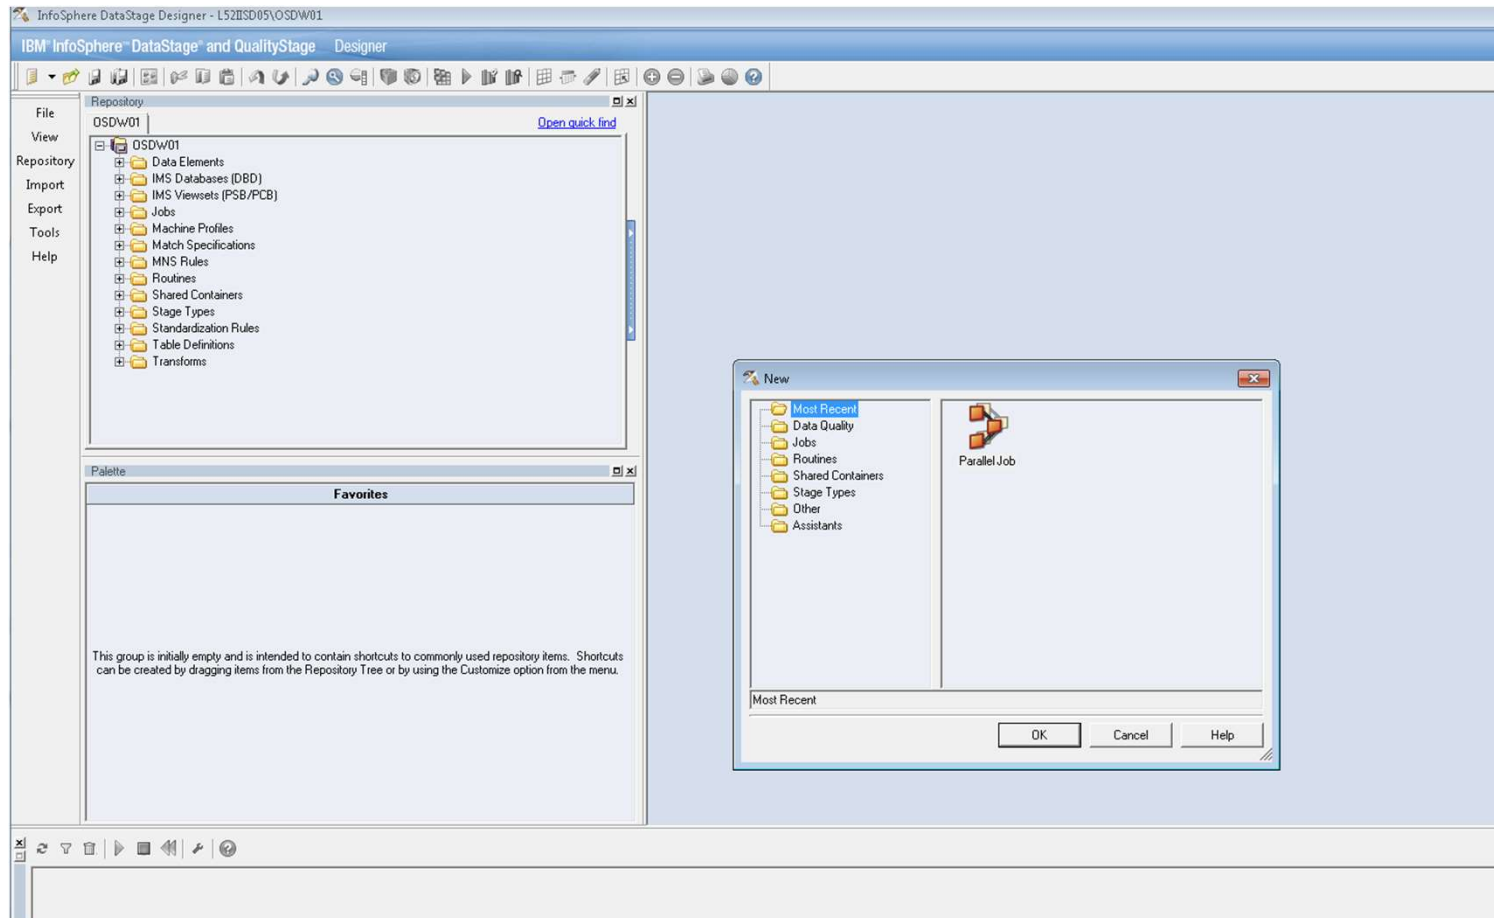 InfoSphere DataStage Designer - L52IISD05\OSDW01
IBM® InfoSphere™ DataStage® and QualityStage Designer
File
View
Repository
Import
Export
Tools
Help
Repository
OSDW01
Open quick find
OSDW01
Data Elements
IMS Databases (DBD)
IMS Viewsets (PSB/PCB)
Jobs
Machine Profiles
Match Specifications
MNS Rules
Routines
Shared Containers
Stage Types
Standardization Rules
Table Definitions
Transforms
Palette
Favorites
This group is initially empty and is intended to contain shortcuts to commonly used repository items. Shortcuts
can be created by dragging items from the Repository Tree or by using the Customize option from the menu.
New
Most Recent
Data Quality
Jobs
Routines
Shared Containers
Stage Types
Other
Assistants
Parallel Job
Most Recent
OK Cancel Help